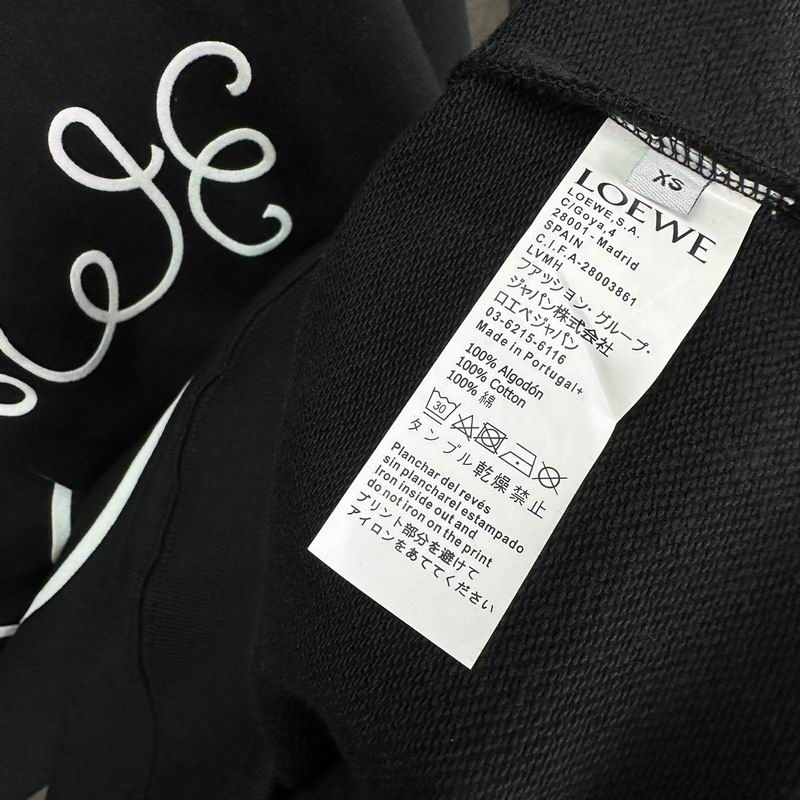 XS
LOEWE
LOEWE,S.A.
C/Goya,4
28001 - Madrid
SPAIN
C.I.F.A-28003861
LVMH
ファッション・グループ・
ジャパン株式会社
ロエベジャパン
03-6215-6116
Made in Portugal+
100% Algodón
100% Cotton
100% 綿
30
タンブル乾燥禁止
Planchar del revés
sin plancharel estampado
Iron inside out and
do not iron on the print
プリント部分を避けて
アイロンをあててください